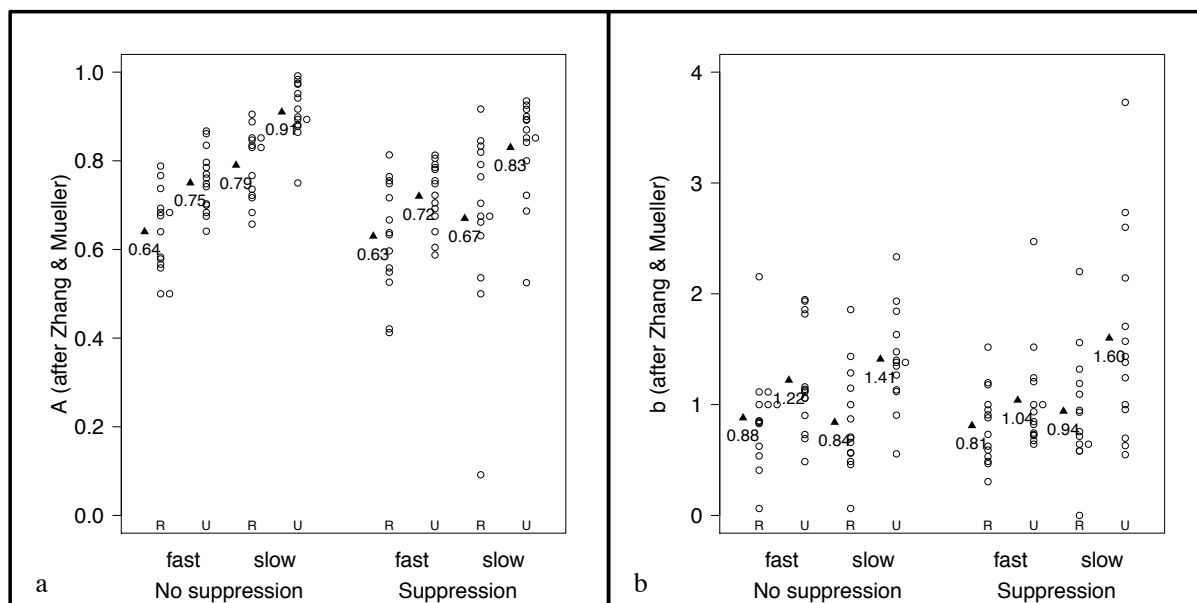 A (after Zhang & Mueller)
1.0
0.8
0.6
0.4
0.2
0.0
0.64
0.75
0.79
0.91
0.63
0.72
0.67
0.83
R U R U R U R U
fast slow fast slow
No suppression Suppression
a
b (after Zhang & Mueller)
4
3
2
1
0
0.88
1.22
0.84
1.41
0.81
1.04
0.94
1.60
R U R U R U R U
fast slow fast slow
No suppression Suppression
b